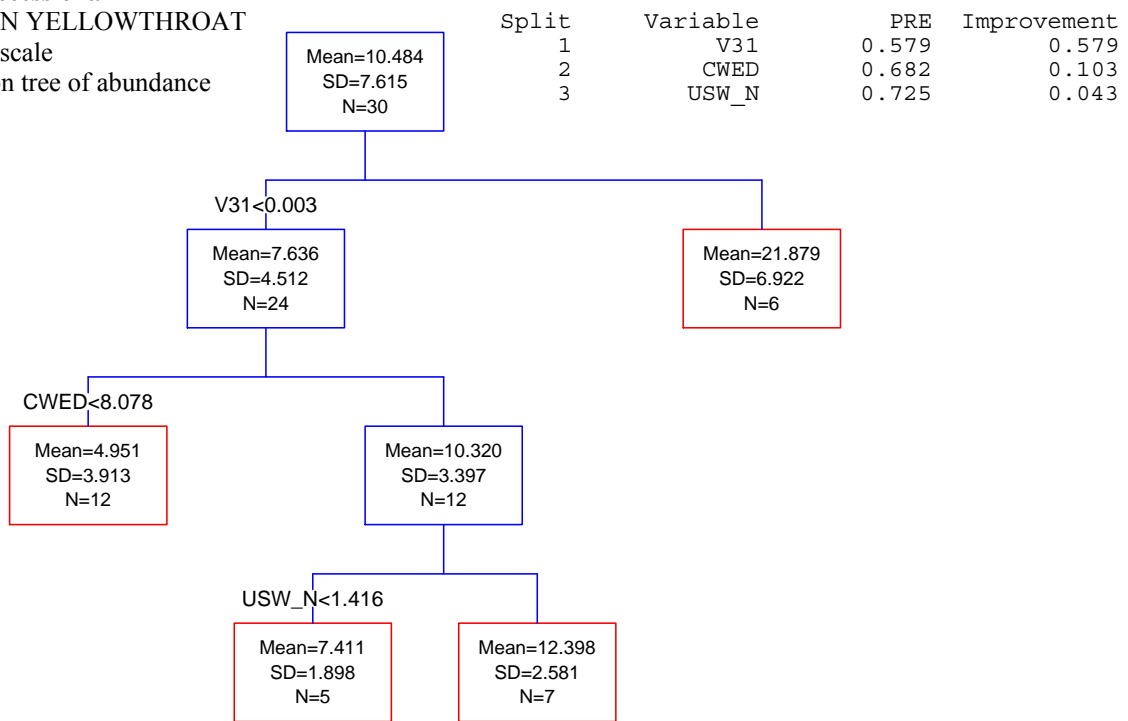 N YELLOWTHROAT
scale
n tree of abundance
Split Variable PRE Improvement
1 V31 0.579 0.579
2 CWED 0.682 0.103
3 USW_N 0.725 0.043
Mean=10.484
SD=7.615
N=30
V31<0.003
Mean=7.636
SD=4.512
N=24
Mean=21.879
SD=6.922
N=6
CWED<8.078
Mean=4.951
SD=3.913
N=12
Mean=10.320
SD=3.397
N=12
USW_N<1.416
Mean=7.411
SD=1.898
N=5
Mean=12.398
SD=2.581
N=7